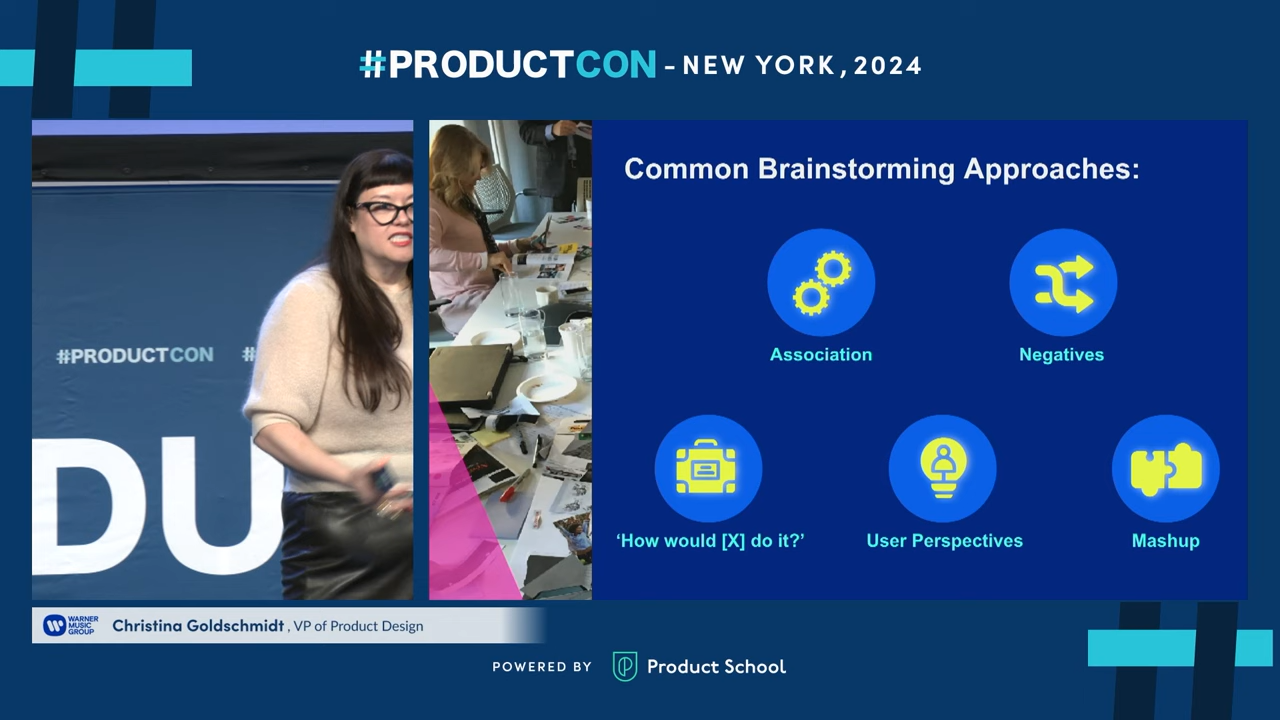 #PRODUCTCON - NEW YORK, 2024
#PRODUCTCON #
DU
Common Brainstorming Approaches:
Association
Negatives
‘How would [X] do it?’
User Perspectives
Mashup
WARNER
MUSIC
GROUP
Christina Goldschmidt, VP of Product Design
POWERED BY Product School